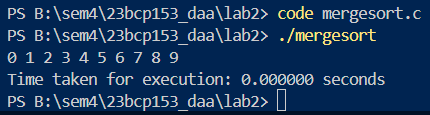 PS B:\sem4\23bcp153_daa\lab2> code mergesort.c
PS B:\sem4\23bcp153_daa\lab2> ./mergesort
0 1 2 3 4 5 6 7 8 9
Time taken for execution: 0.000000 seconds
PS B:\sem4\23bcp153_daa\lab2>